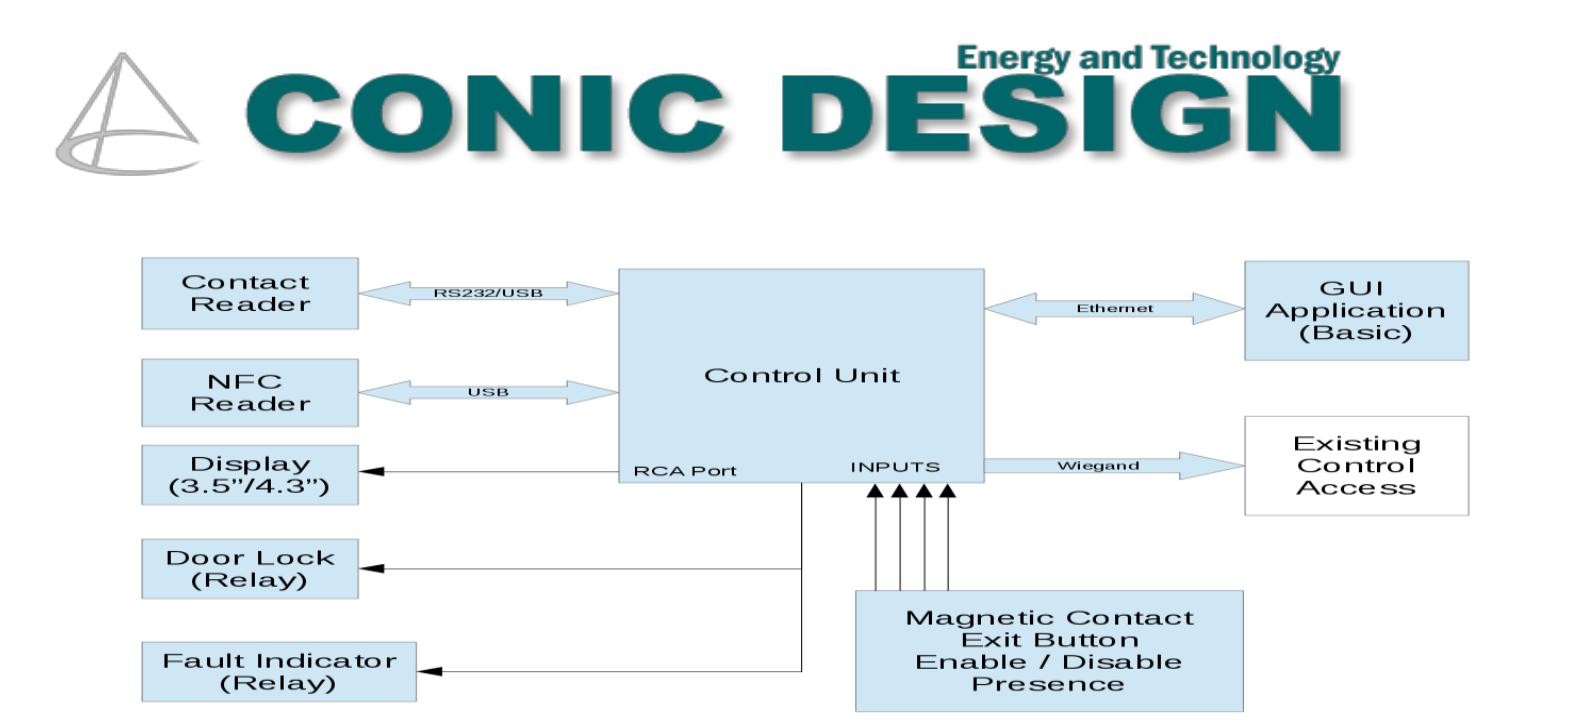 Energy and Technology
CONIC DESIGN
Contact
Reader
RS232/USB
GUI
Application
(Basic)
Ethernet
Control Unit
NFC
Reader
USB
Display
(3.5”/4.3”)
RCA Port
INPUTS
Wiegand
Existing
Control
Access
Door Lock
(Relay)
Fault Indicator
(Relay)
Magnetic Contact
Exit Button
Enable / Disable
Presence